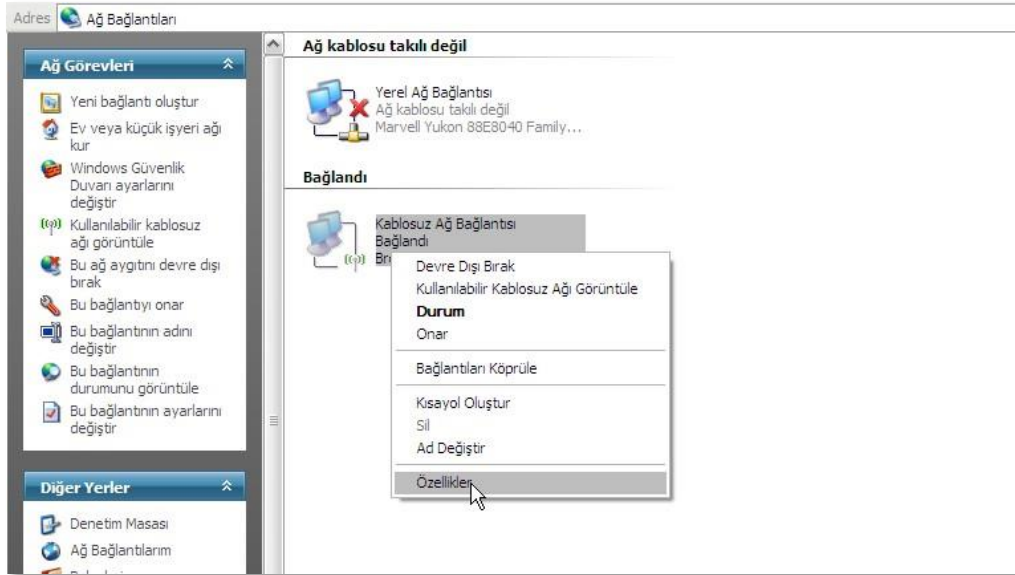 Adres Ağ Bağlantıları
Ağ Görevleri
Yeni bağlantı oluştur
Ev veya küçük işyeri ağı
kur
Windows Güvenlik
Duvarı ayarlarını
değiştir
Kullanılabilir kablosuz
ağı görüntüle
Bu ağ aygıtını devre dışı
bırak
Bu bağlantıyı onar
Bu bağlantının adını
değiştir
Bu bağlantının
durumunu görüntüle
Bu bağlantının ayarlarını
değiştir
Diğer Yerler
Denetim Masası
Ağ Bağlantılarım
Ağ kablosu takılı değil
Yerel Ağ Bağlantısı
Ağ kablosu takılı değil
Marvell Yukon 88E8040 Family...
Bağlandı
Kablosuz Ağ Bağlantısı
Bağlandı
Devre Dışı Bırak
Kullanılabilir Kablosuz Ağı Görüntüle
Durum
Onar
Bağlantıları Köprüle
Kısayol Oluştur
Sil
Ad Değiştir
Özellikler